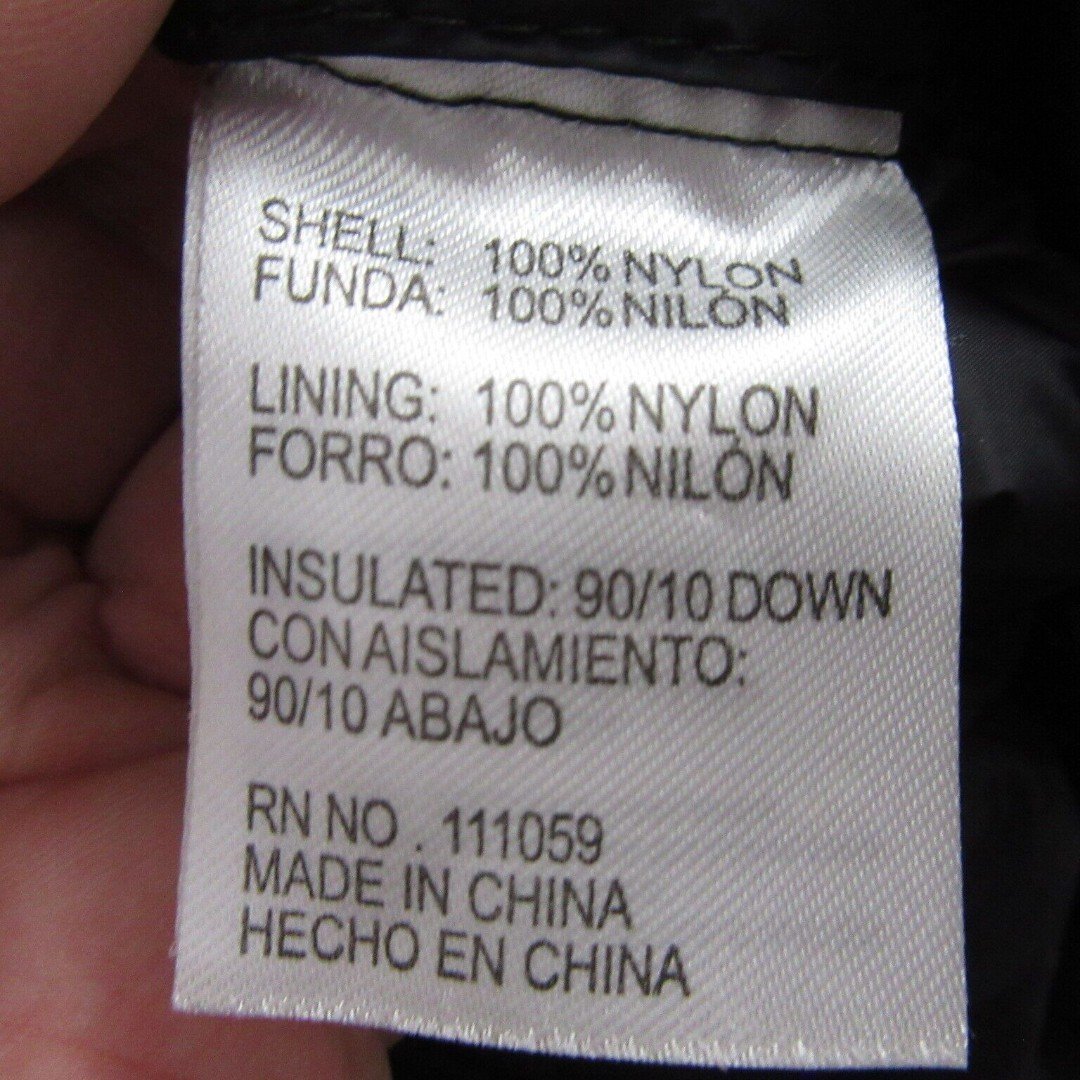 SHELL: 100% NYLON
FUNDA: 100% NILÓN
LINING: 100% NYLON
FORRO: 100% NILÓN
INSULATED: 90/10 DOWN
CON AISLAMIENTO:
90/10 ABAJO
RN NO . 111059
MADE IN CHINA
HECHO EN CHINA